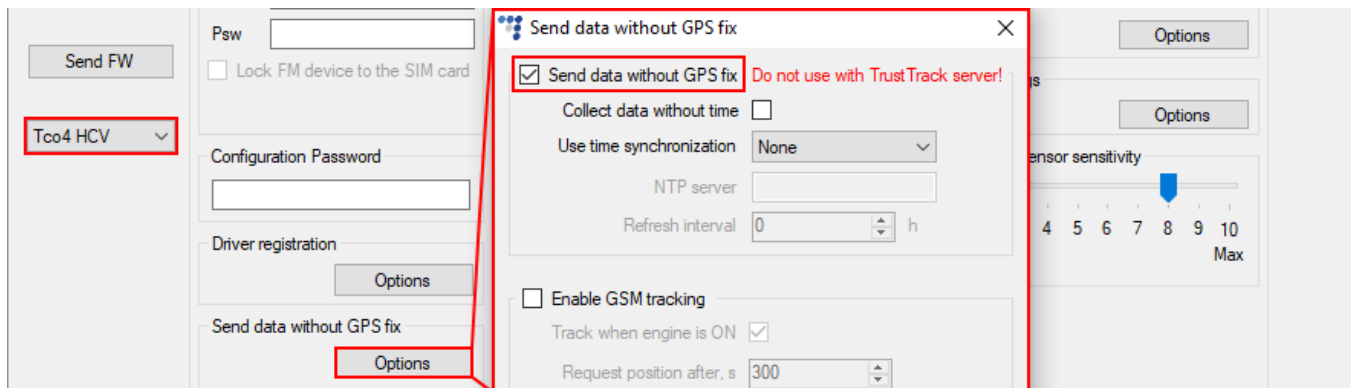 Send FW
Tco4 HCV
Psw
Lock FM device to the SIM card
Configuration Password
Driver registration
Options
Send data without GPS fix
Options
Send data without GPS fix
Send data without GPS fix Do not use with TrustTrack server!
Collect data without time
Use time synchronization None
NTP server
Refresh interval 0 h
Enable GSM tracking
Track when engine is ON
Request position after, s 300
Options
Options
sensitivity
4 5 6 7 8 9 10
Max